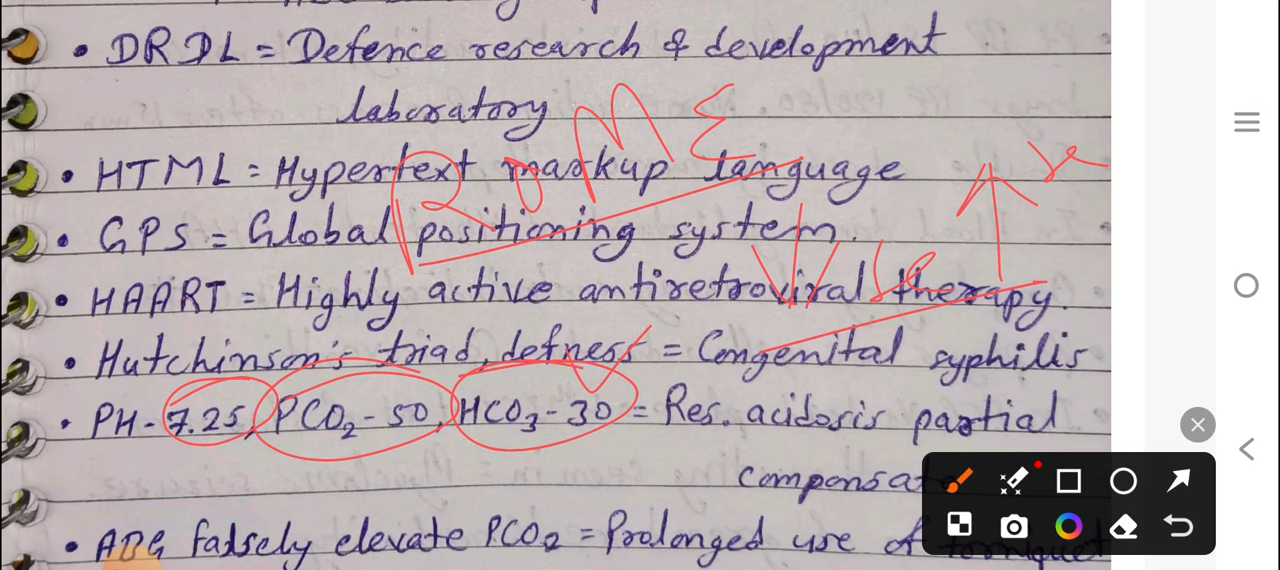 • DRDL = Defence research & development
laboratory
ROME
• HTML = Hypertext markup language
• GPS = Global positioning system.
• HAART = Highly active antiretroviral therapy.
• Hutchinson's triad, defness = Congenital syphilis
• PH - 7.25, PCO2 - 50, HCO3 - 30 = Res. acidosis partial
• ABG falsely elevate PCO2 = Prolonged use of